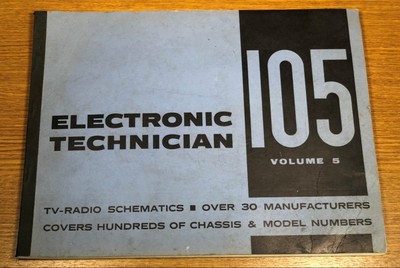 105
ELECTRONIC
TECHNICIAN
VOLUME 5
TV-RADIO SCHEMATICS ■ OVER 30 MANUFACTURERS
COVERS HUNDREDS OF CHASSIS & MODEL NUMBERS